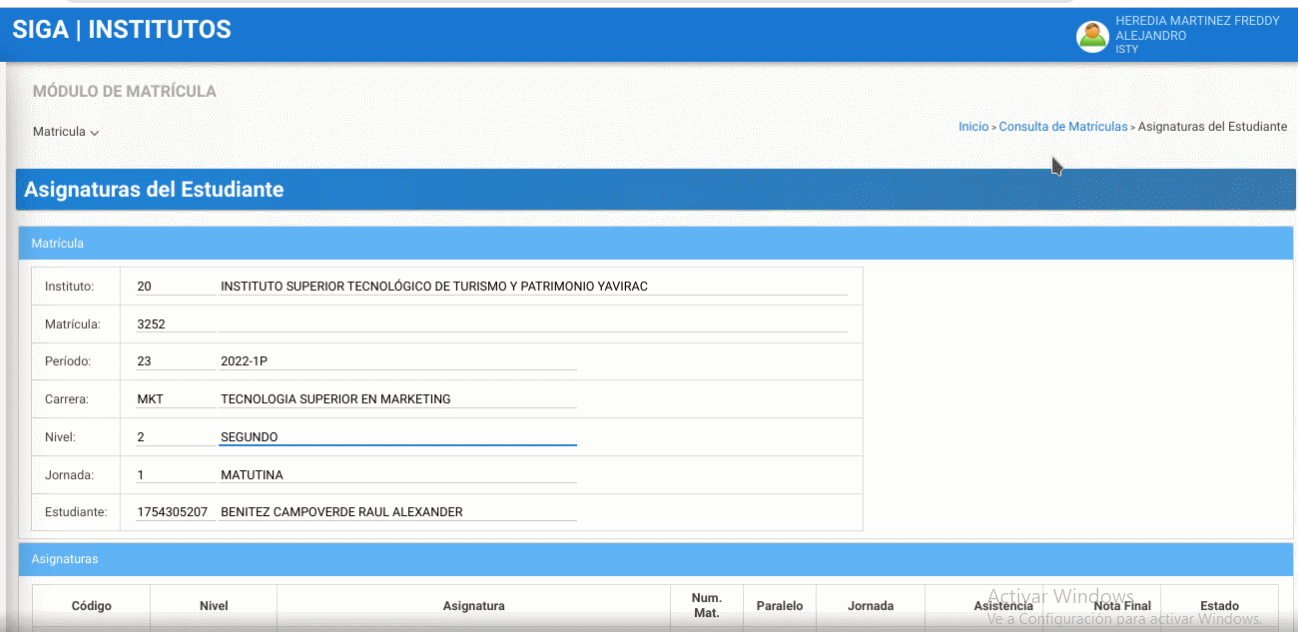 SIGA | INSTITUTOS
HEREDIA MARTINEZ FREDDY
ALEJANDRO
ISTY
MÓDULO DE MATRÍCULA
Matricula
Inicio > Consulta de Matrículas > Asignaturas del Estudiante
Asignaturas del Estudiante
Matrícula
Instituto: 20 INSTITUTO SUPERIOR TECNOLÓGICO DE TURISMO Y PATRIMONIO YAVIRAC
Matrícula: 3252
Período: 23 2022-1P
Carrera: MKT TECNOLOGIA SUPERIOR EN MARKETING
Nivel: 2 SEGUNDO
Jornada: 1 MATUTINA
Estudiante: 1754305207 BENITEZ CAMPOVERDE RAUL ALEXANDER
Asignaturas
Código Nivel Asignatura Num. Mat. Paralelo Jornada Asistencia Nota Final Estado
Activar Windows
Ve a Configuración para activar Windows.